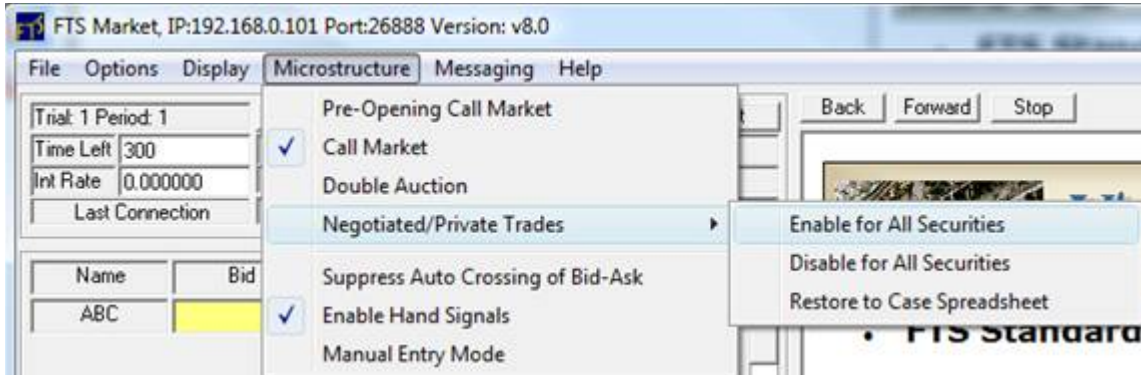 FTS FTS Market, IP:192.168.0.101 Port:26888 Version: v8.0
File Options Display Microstructure Messaging Help
Trial: 1 Period: 1
Time Left 300
Int Rate 0.000000
Last Connection
Name Bid
ABC
Pre-Opening Call Market
Call Market
Double Auction
Negotiated/Private Trades
Suppress Auto Crossing of Bid-Ask
Enable Hand Signals
Manual Entry Mode
Back Forward Stop
Enable for All Securities
Disable for All Securities
Restore to Case Spreadsheet
• FTS Standard